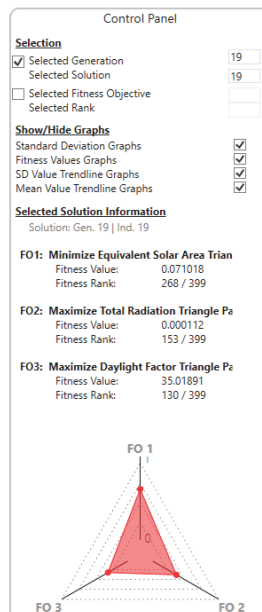 Control Panel
Selection
Selected Generation 19
Selected Solution 19
Selected Fitness Objective
Selected Rank
Show/Hide Graphs
Standard Deviation Graphs
Fitness Values Graphs
SD Value Trendline Graphs
Mean Value Trendline Graphs
Selected Solution Information
Solution: Gen. 19 | Ind. 19
FO1: Minimize Equivalent Solar Area Trian
Fitness Value: 0.071018
Fitness Rank: 268 / 399
FO2: Maximize Total Radiation Triangle Pa
Fitness Value: 0.000112
Fitness Rank: 153 / 399
FO3: Maximize Daylight Factor Triangle Pa
Fitness Value: 35.01891
Fitness Rank: 130 / 399
FO 1
0
FO 3 FO 2